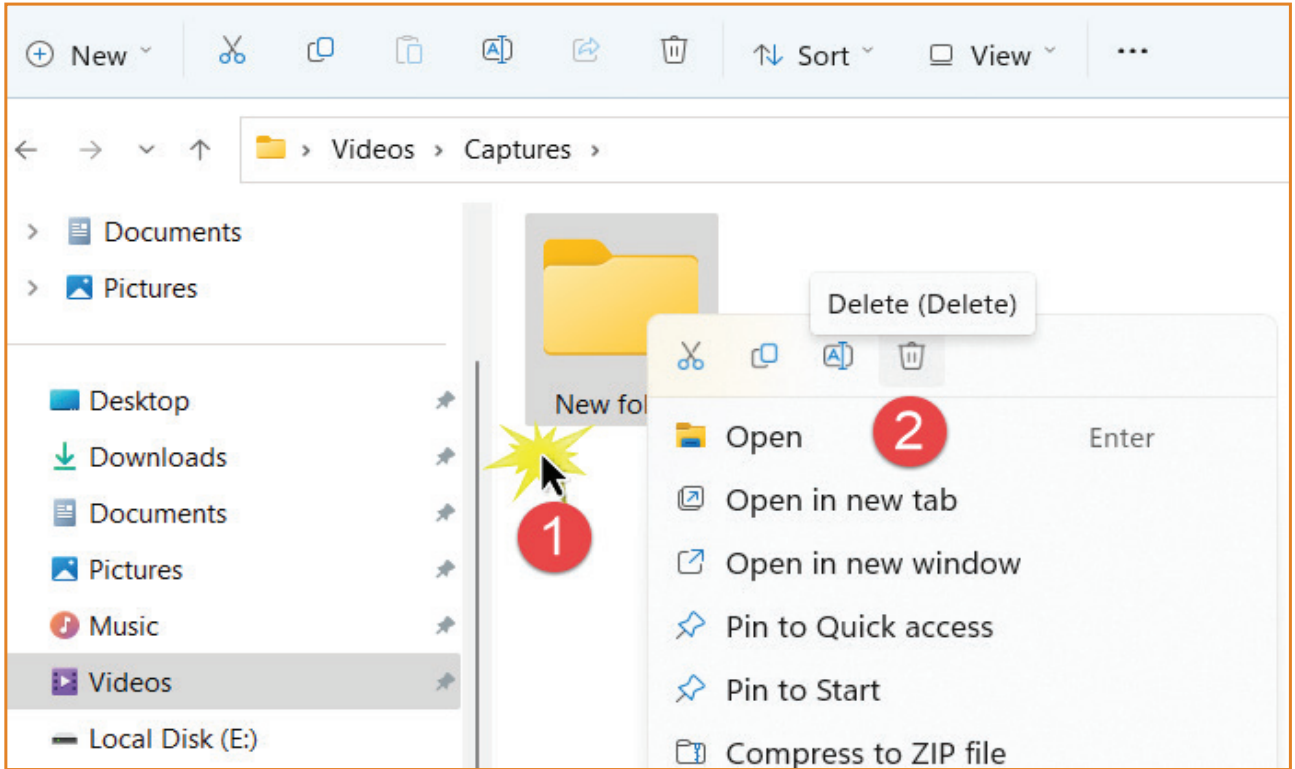 New
Sort
View
Videos
Captures
Documents
Pictures
Desktop
Downloads
Documents
Pictures
Music
Videos
Local Disk (E:)
New fol
1
Delete (Delete)
2
Open Enter
Open in new tab
Open in new window
Pin to Quick access
Pin to Start
Compress to ZIP file